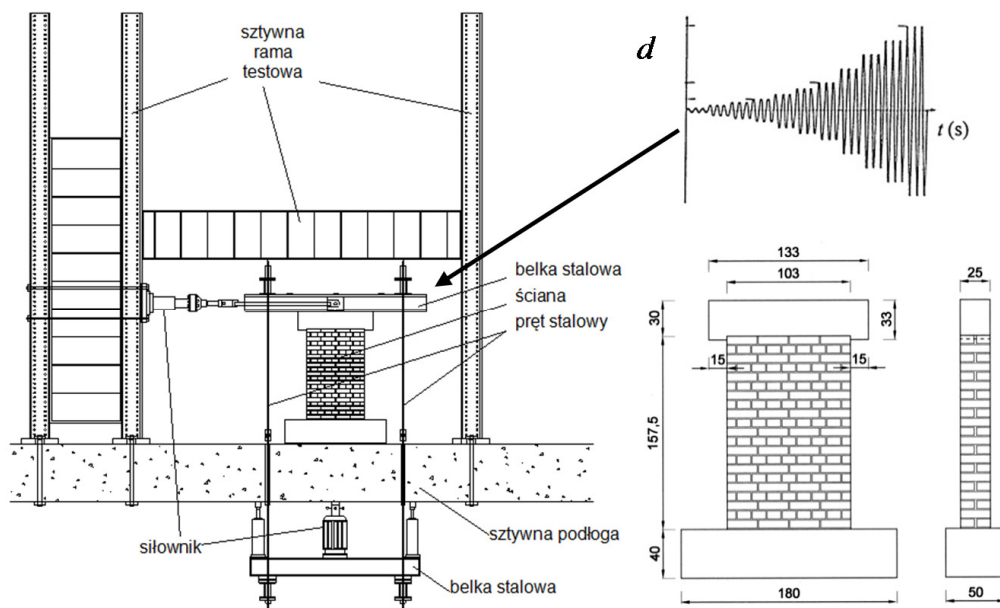 sztywna
rama
testowa
belka stalowa
ściana
pręt stalowy
siłownik
sztywna podłoga
belka stalowa
d
t (s)
133
103
25
30
33
15
15
157,5
40
180
50